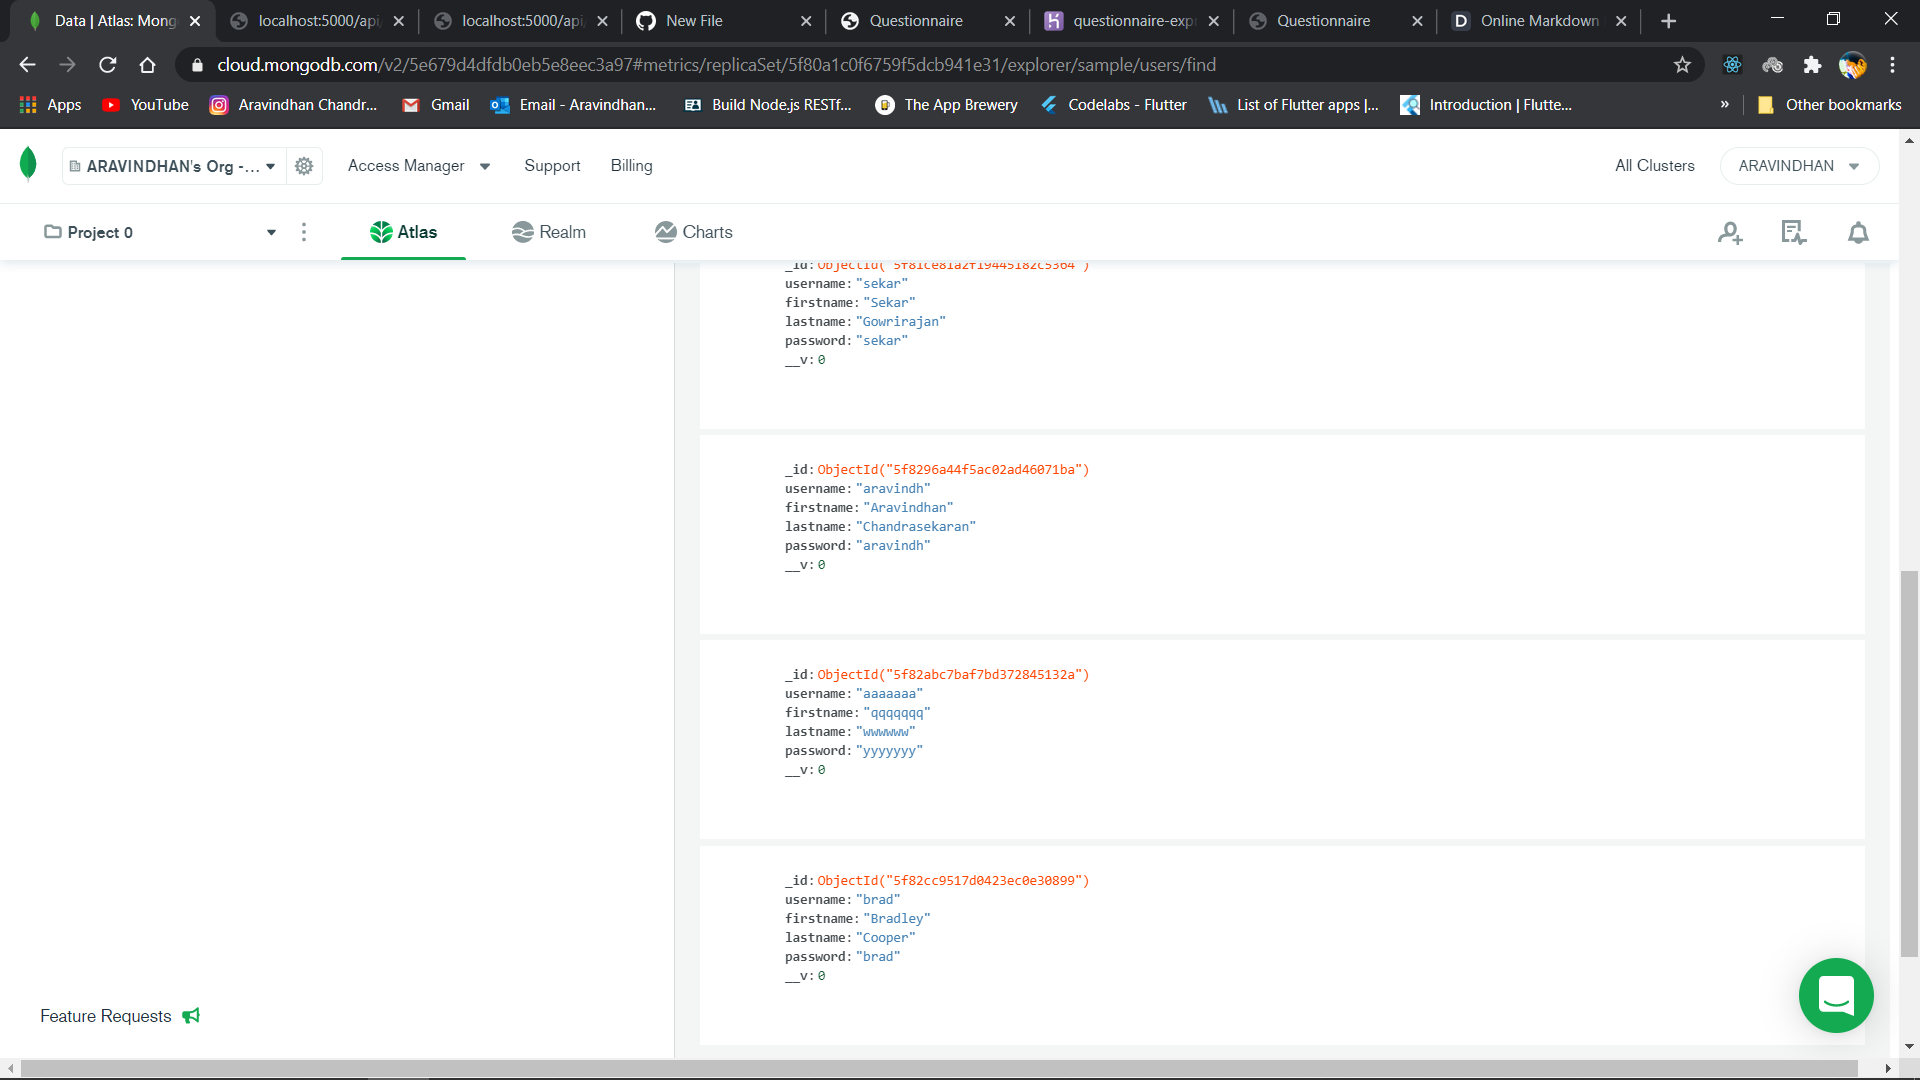 Data | Atlas: Mong
localhost:5000/api
localhost:5000/api
New File
Questionnaire
questionnaire-expr
Questionnaire
Online Markdown
cloud.mongodb.com/v2/5e679d4dfdb0eb5e8eec3a97#metrics/replicaSet/5f80a1c0f6759f5dcb941e31/explorer/sample/users/find
Apps
YouTube
Aravindhan Chandr...
Gmail
Email - Aravindhan...
Build Node.js RESTf...
The App Brewery
Codelabs - Flutter
List of Flutter apps |...
Introduction | Flutte...
»
Other bookmarks
ARAVINDHAN's Org -...
Access Manager
Support
Billing
All Clusters
ARAVINDHAN
Project 0
Atlas
Realm
Charts
_id: ObjectId("5f81ce81a2f19445182c5364")
username: "sekar"
firstname: "Sekar"
lastname: "Gowrirajan"
password: "sekar"
__v: 0
_id: ObjectId("5f8296a44f5ac02ad46071ba")
username: "aravindh"
firstname: "Aravindhan"
lastname: "Chandrasekaran"
password: "aravindh"
__v: 0
_id: ObjectId("5f82abc7baf7bd372845132a")
username: "aaaaaaa"
firstname: "qqqqqqq"
lastname: "wwwwww"
password: "yyyyyyy"
__v: 0
_id: ObjectId("5f82cc9517d0423ec0e30899")
username: "brad"
firstname: "Bradley"
lastname: "Cooper"
password: "brad"
__v: 0
Feature Requests